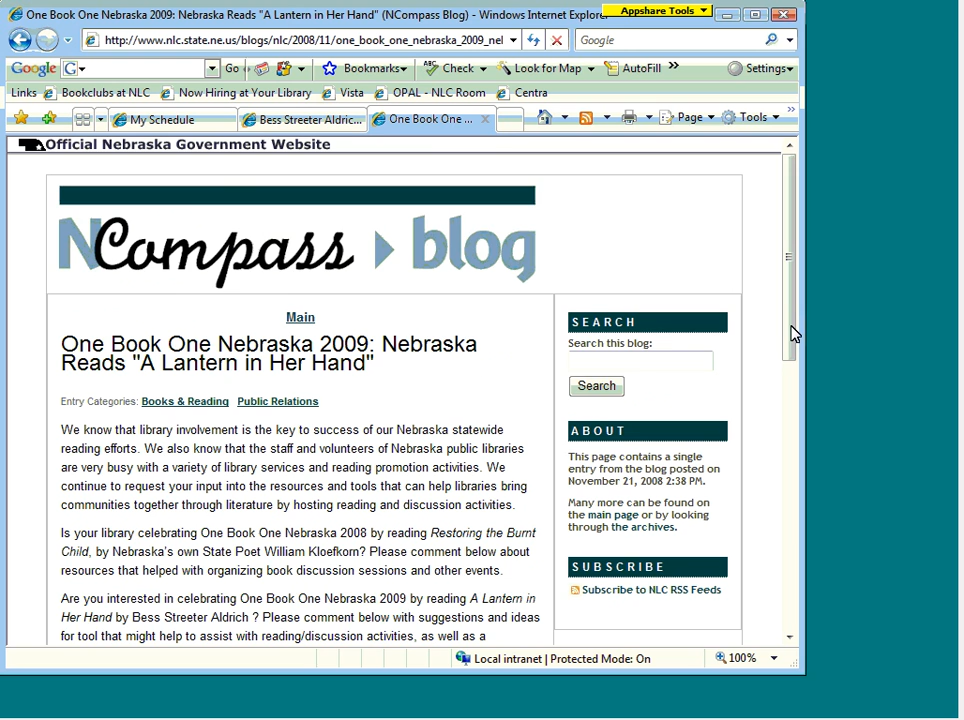 One Book One Nebraska 2009: Nebraska Reads "A Lantern in Her Hand" (NCompass Blog) - Windows Internet Explorer
Appshare Tools
http://www.nlc.state.ne.us/blogs/nlc/2008/11/one_book_one_nebraska_2009_nel
Google
Google G Go Bookmarks ABC Check Look for Map AutoFill » Settings
Links Bookclubs at NLC Now Hiring at Your Library Vista OPAL - NLC Room Centra
My Schedule Bess Streeter Aldric... One Book One ... Page Tools »
Official Nebraska Government Website
NCompass blog
Main
One Book One Nebraska 2009: Nebraska
Reads "A Lantern in Her Hand"
Entry Categories: Books & Reading Public Relations
We know that library involvement is the key to success of our Nebraska statewide
reading efforts. We also know that the staff and volunteers of Nebraska public libraries
are very busy with a variety of library services and reading promotion activities. We
continue to request your input into the resources and tools that can help libraries bring
communities together through literature by hosting reading and discussion activities.
Is your library celebrating One Book One Nebraska 2008 by reading Restoring the Burnt
Child, by Nebraska's own State Poet William Kloefkorn? Please comment below about
resources that helped with organizing book discussion sessions and other events.
Are you interested in celebrating One Book One Nebraska 2009 by reading A Lantern in
Her Hand by Bess Streeter Aldrich ? Please comment below with suggestions and ideas
for tool that might help to assist with reading/discussion activities, as well as a
SEARCH
Search this blog:
Search
ABOUT
This page contains a single
entry from the blog posted on
November 21, 2008 2:38 PM.
Many more can be found on
the main page or by looking
through the archives.
SUBSCRIBE
Subscribe to NLC RSS Feeds
Local intranet | Protected Mode: On
100%